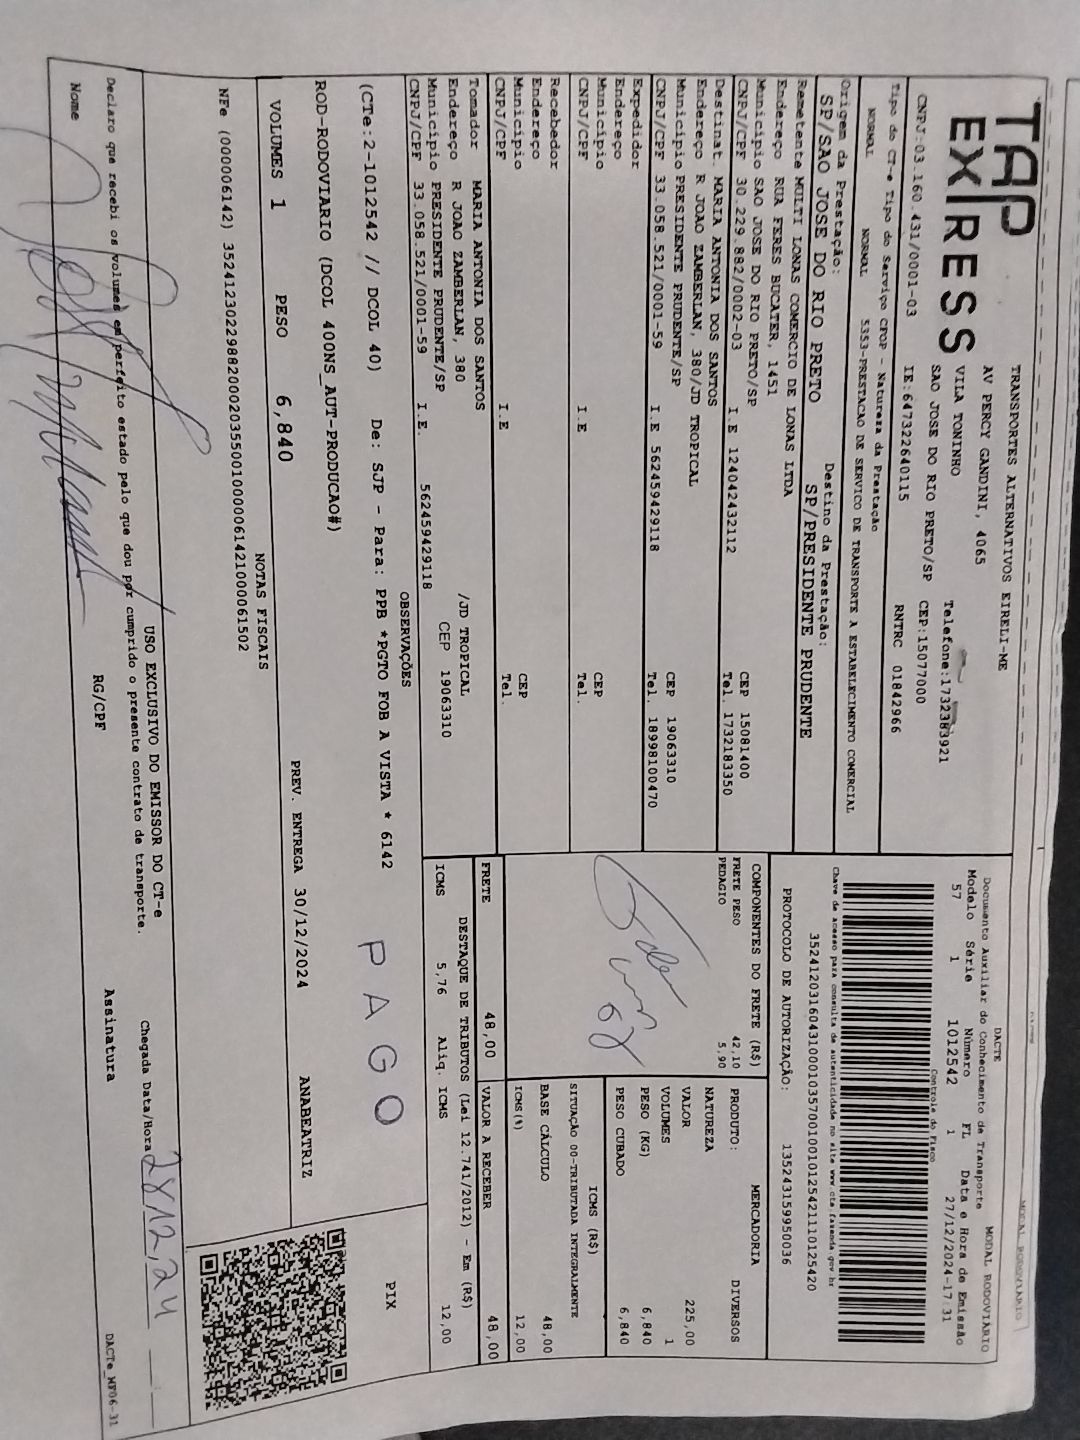 TAP
EXPRESS
TRANSPORTES ALTERNATIVOS EIRELI-ME
AV PERCY GANDINI, 4065
VILA TONINHO
SAO JOSE DO RIO PRETO/SP
Telefone:1732383921
CEP:15077000
CNPJ:03.160.431/0001-03
IE:647322640115
RNTRC 01842966
Tipo do CT-e Tipo do Serviço CFOP - Natureza da Prestação
NORMAL NORMAL 5353-PRESTACAO DE SERVICO DE TRANSPORTE A ESTABELECIMENTO COMERCIAL
Origem da Prestação: Destino da Prestação:
SP/SAO JOSE DO RIO PRETO SP/PRESIDENTE PRUDENTE
Remetente MULTI LONAS COMERCIO DE LONAS LTDA
Endereço RUA FERES BUCATER, 1451
Município SAO JOSE DO RIO PRETO/SP CEP 15081400
CNPJ/CPF 30.229.882/0002-03 I.E 124042432112 Tel. 1732183350
Destinat. MARIA ANTONIA DOS SANTOS
Endereço R JOAO ZAMBERLAN, 380/JD TROPICAL
Município PRESIDENTE PRUDENTE/SP CEP 19063310
CNPJ/CPF 33.058.521/0001-59 I.E 562459429118 Tel. 18998100470
Expedidor
Endereço
Município CEP
CNPJ/CPF I.E Tel.
Recebedor
Endereço
Município CEP
CNPJ/CPF I.E Tel.
Tomador MARIA ANTONIA DOS SANTOS
Endereço R JOAO ZAMBERLAN, 380 /JD TROPICAL
Município PRESIDENTE PRUDENTE/SP CEP 19063310
CNPJ/CPF 33.058.521/0001-59 I.E. 562459429118
DACTE
Documento Auxiliar do Conhecimento de Transporte MODAL RODOVIÁRIO
Modelo Série Número FL Data e Hora de Emissão
57 1 1012542 1 27/12/2024-17:31
Controle do Fisco
Chave de acesso para consulta de autenticidade no site www.cte.fazenda.gov.br
35241203160431000103570010010125421110125420
PROTOCOLO DE AUTORIZAÇÃO: 135243159950036
COMPONENTES DO FRETE (R$)
FRETE PESO 42,10
PEDAGIO 5,90
PRODUTO: MERCADORIA
NATUREZA DIVERSOS
VALOR 225,00
VOLUMES 1
PESO (KG) 6,840
PESO CUBADO 6,840
ICMS (R$)
SITUAÇÃO 00-TRIBUTADA INTEGRALMENTE
BASE CÁLCULO 48,00
ICMS(%) 12,00
FRETE 48,00 VALOR A RECEBER 48,00
DESTAQUE DE TRIBUTOS (Lei 12.741/2012) - Em (R$)
ICMS 5,76 Aliq. ICMS 12,00
OBSERVAÇÕES
(CTe:2-1012542 // DCOL 40) De: SJP - Para: PPB *PGTO FOB A VISTA * 6142
ROD-RODOVIARIO (DCOL 400NS_AUT-PRODUCAO#)
PAGO
PIX
VOLUMES 1 PESO 6,840 PREV. ENTREGA 30/12/2024 ANABEATRIZ
NOTAS FISCAIS
NFe (000006142) 35241230229882000203550010000061421000061502
USO EXCLUSIVO DO EMISSOR DO CT-e
Declaro que recebi os volumes em perfeito estado pelo que dou por cumprido o presente contrato de transporte.
Chegada Data/Hora 28/12/24
Nome RG/CPF Assinatura
DACTe_MF06-31